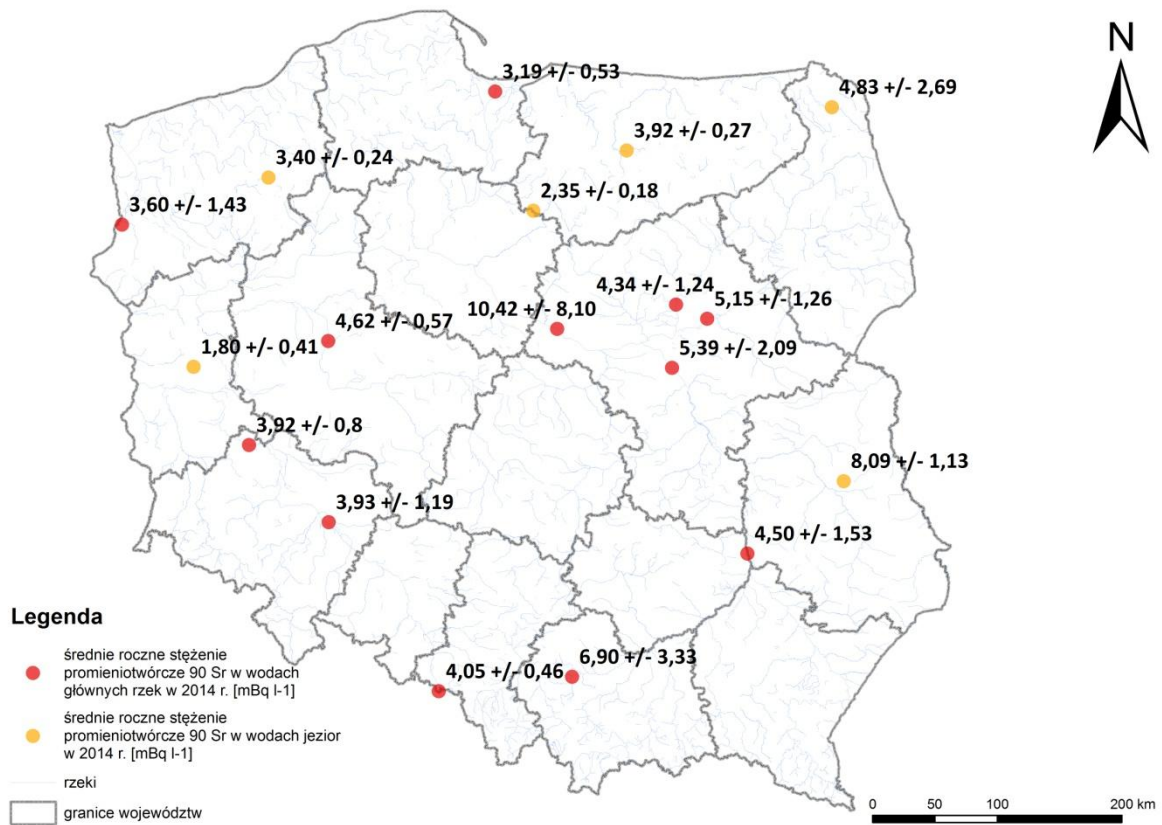 N
3,19 +/- 0,53
4,83 +/- 2,69
3,92 +/- 0,27
3,40 +/- 0,24
2,35 +/- 0,18
3,60 +/- 1,43
4,34 +/- 1,24
5,15 +/- 1,26
10,42 +/- 8,10
4,62 +/- 0,57
5,39 +/- 2,09
1,80 +/- 0,41
3,92 +/- 0,8
8,09 +/- 1,13
3,93 +/- 1,19
4,50 +/- 1,53
6,90 +/- 3,33
4,05 +/- 0,46
Legenda
średnie roczne stężenie
promieniotwórcze 90 Sr w wodach
głównych rzek w 2014 r. [mBq l-1]
średnie roczne stężenie
promieniotwórcze 90 Sr w wodach jezior
w 2014 r. [mBq l-1]
rzeki
granice województw
0 50 100 200 km